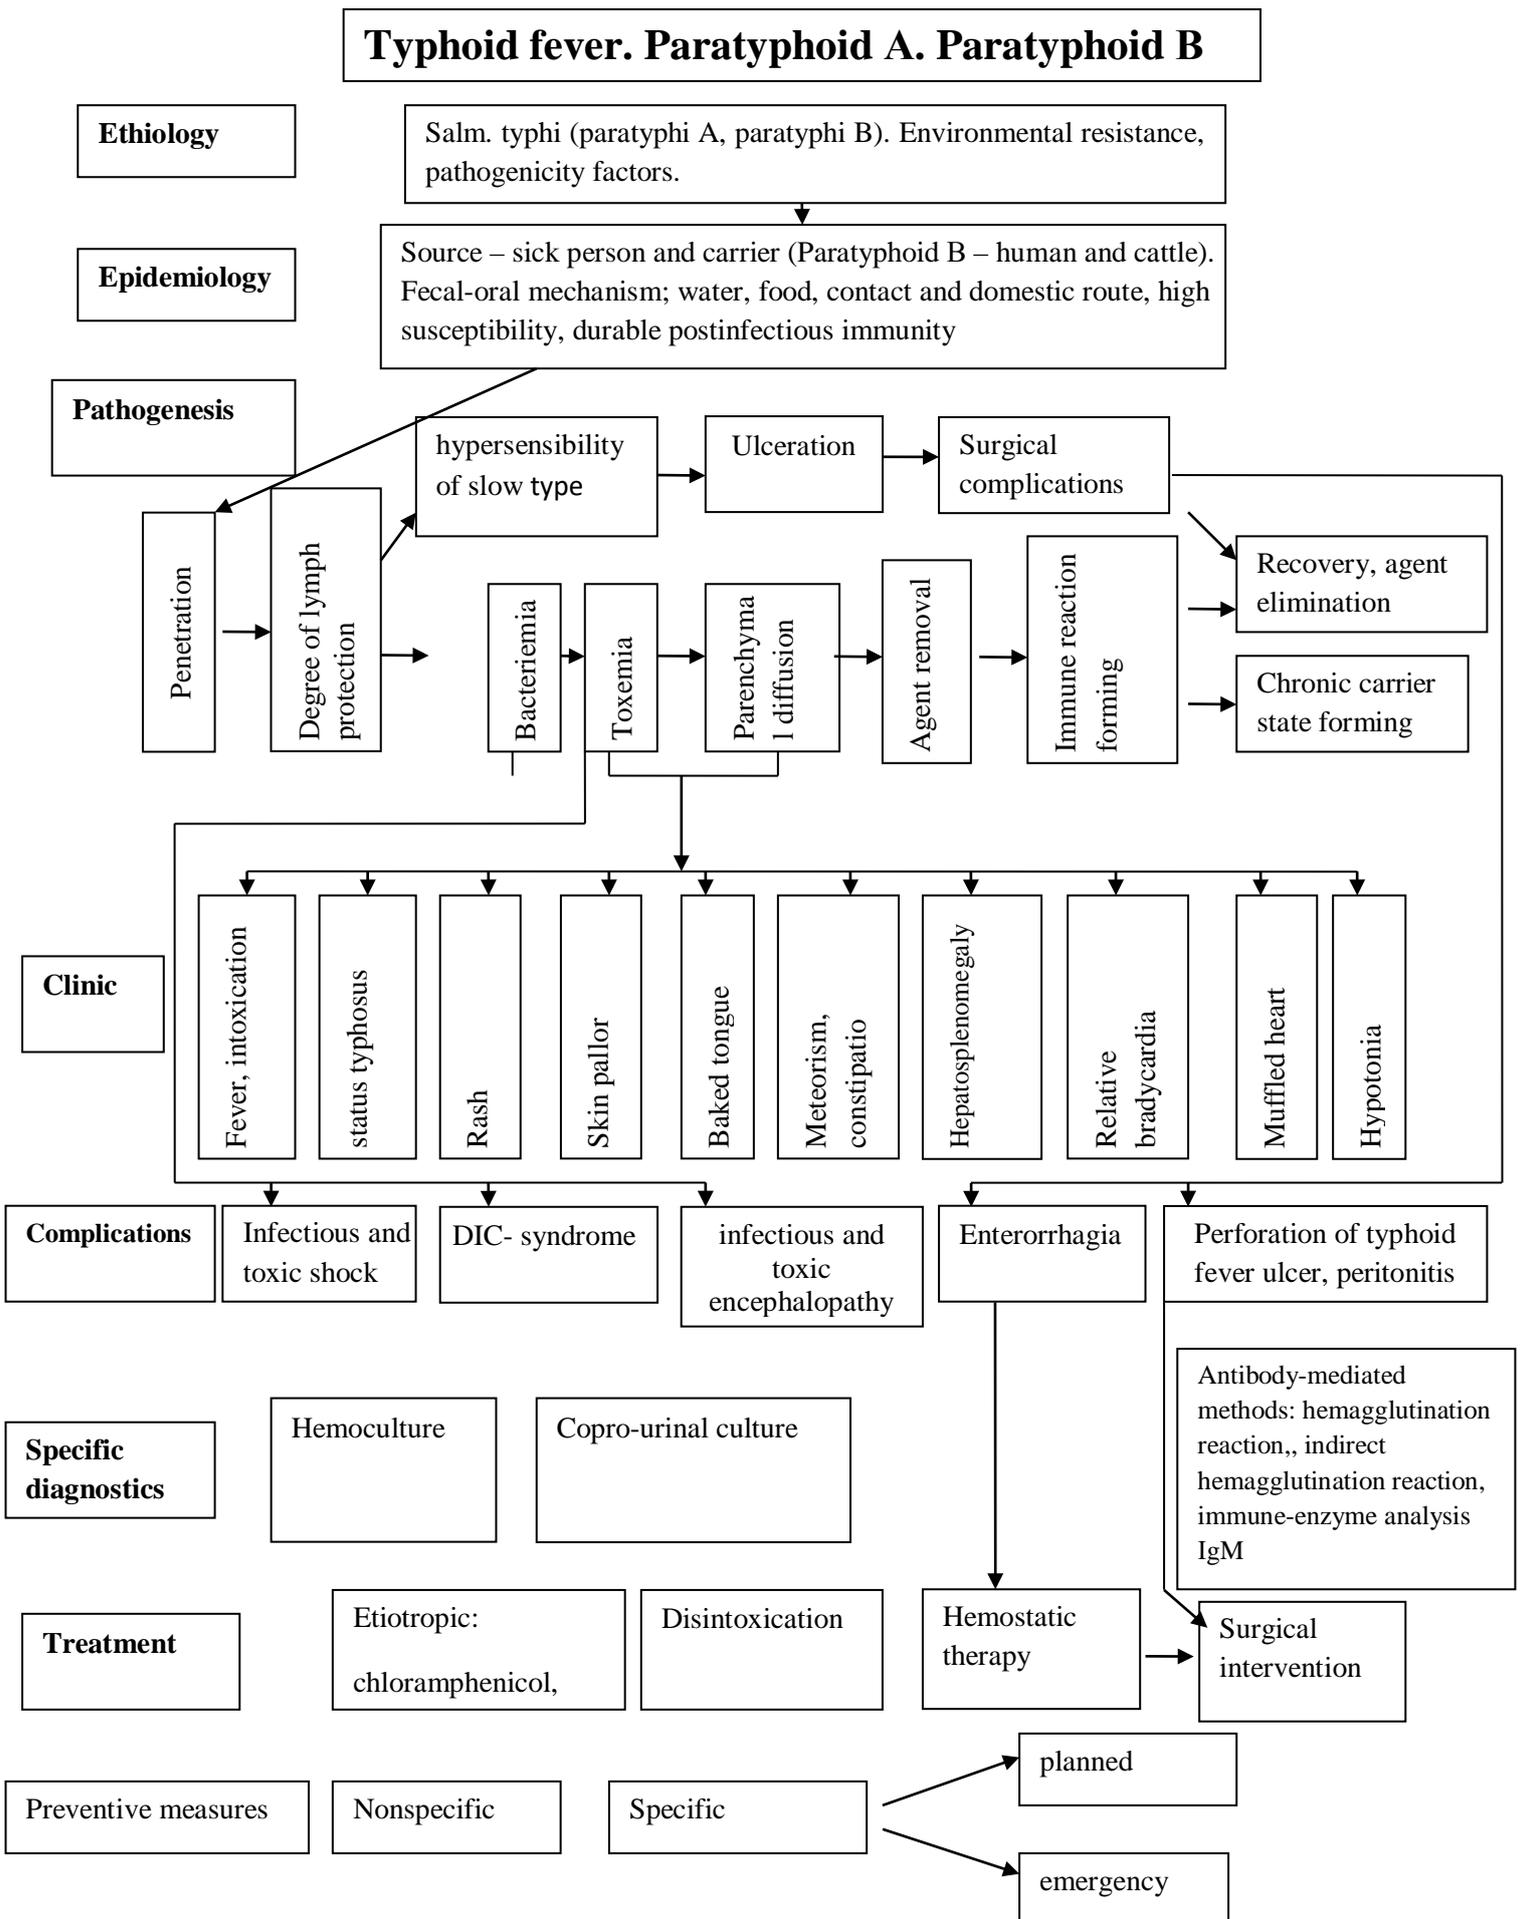 Typhoid fever. Paratyphoid A. Paratyphoid B
Ethiology
Salm. typhi (paratyphi A, paratyphi B). Environmental resistance,
pathogenicity factors.
Epidemiology
Source – sick person and carrier (Paratyphoid B – human and cattle).
Fecal-oral mechanism; water, food, contact and domestic route, high
susceptibility, durable postinfectious immunity
Pathogenesis
hypersensibility
of slow type
Ulceration
Surgical
complications
Penetration
Degree of lymph
protection
Bacteriemia
Toxemia
Parenchyma
l diffusion
Agent removal
Immune reaction
forming
Recovery, agent
elimination
Chronic carrier
state forming
Clinic
Fever, intoxication
status typhosus
Rash
Skin pallor
Baked tongue
Meteorism,
constipatio
Hepatosplenomegaly
Relative
bradycardia
Muffled heart
Hypotonia
Complications
Infectious and
toxic shock
DIC- syndrome
infectious and
toxic
encephalopathy
Enterorrhagia
Perforation of typhoid
fever ulcer, peritonitis
Specific
diagnostics
Hemoculture
Copro-urinal culture
Antibody-mediated
methods: hemagglutination
reaction,, indirect
hemagglutination reaction,
immune-enzyme analysis
IgM
Treatment
Etiotropic:
chloramphenicol,
Disintoxication
Hemostatic
therapy
Surgical
intervention
Preventive measures
Nonspecific
Specific
planned
emergency